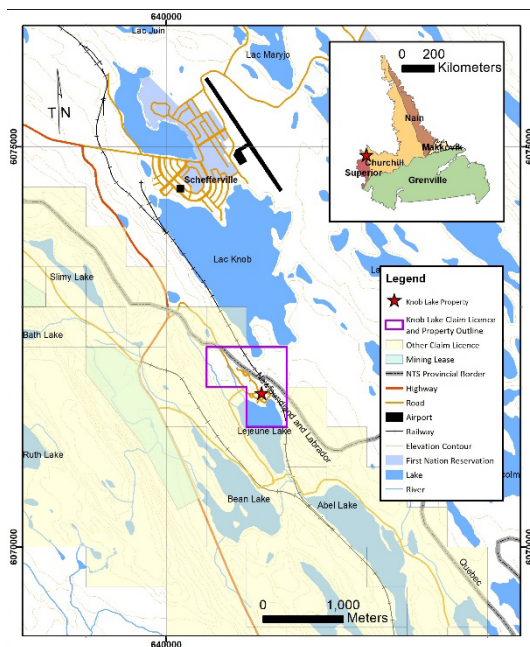 640000
Lac Juin
Lac Maryjo
0 200
Kilometers
Nain
Makkovik
Churchill
Superior
Grenville
T N
6075000
6075000
Schefferville
Lac Knob
Slimy Lake
Bath Lake
Legend
Knob Lake Property
Knob Lake Claim Licence
and Property Outline
Other Claim Licence
Mining Lease
NTS Provincial Border
Highway
Road
Airport
Railway
Elevation Contour
First Nation Reservation
Lake
River
Newfoundland and Labrador
Lejeune Lake
Ruth Lake
Bean Lake
Abel Lake
Quebec
6070000
6070000
0 1,000
Meters
640000